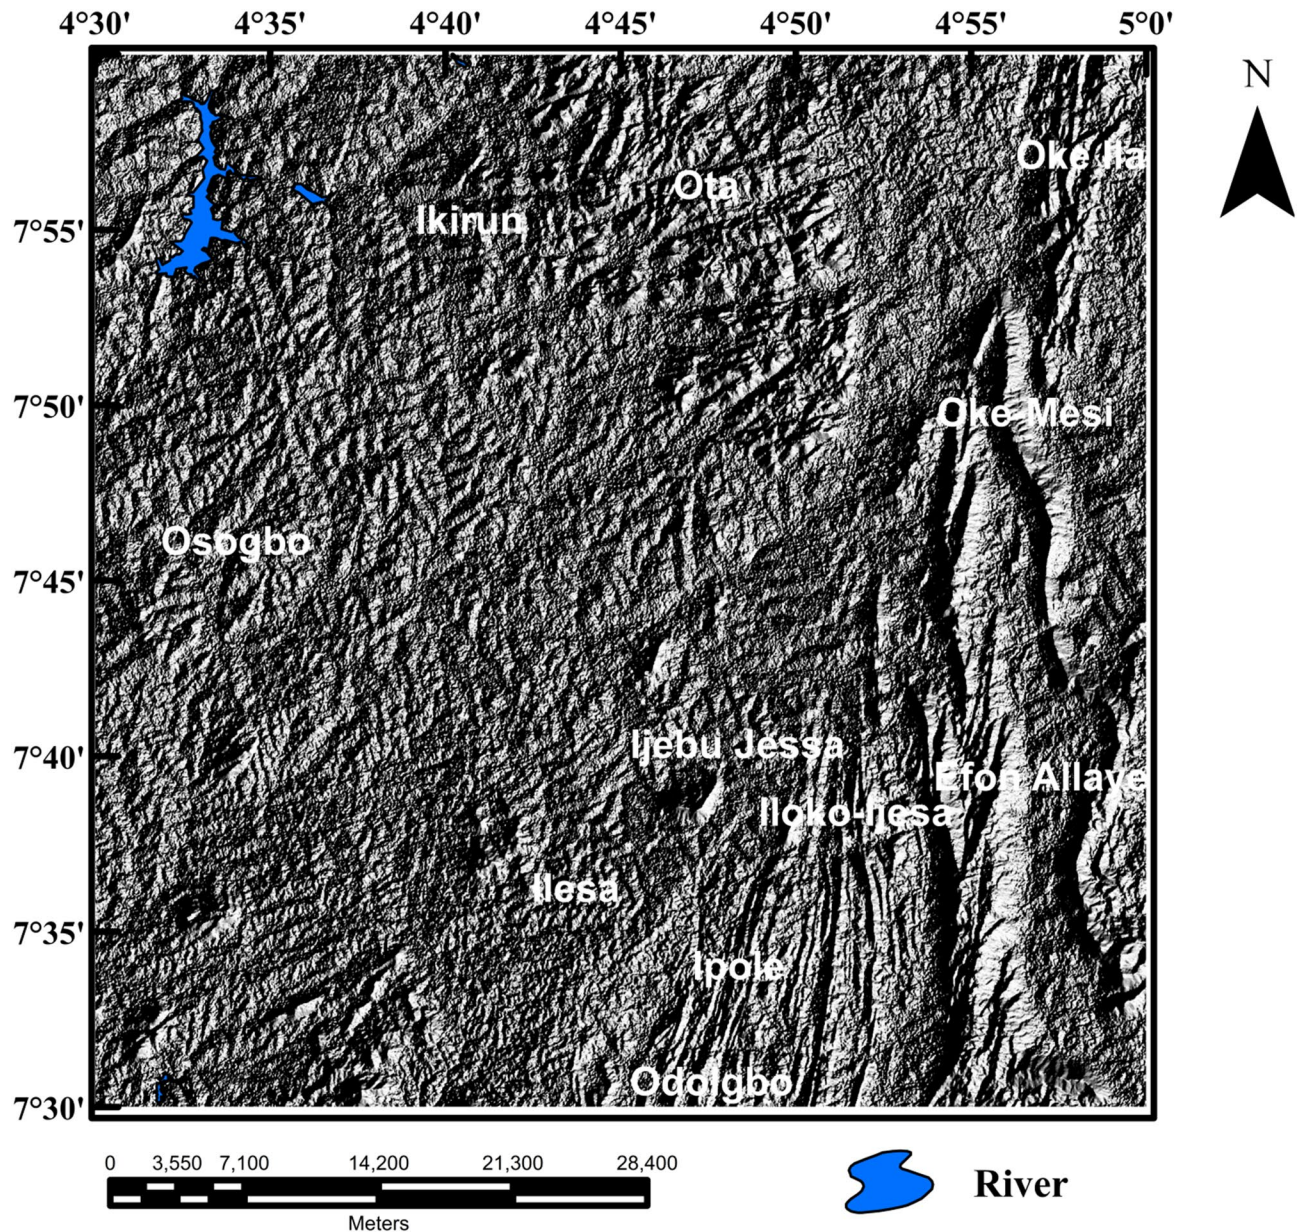 4°30' 4°35' 4°40' 4°45' 4°50' 4°55' 5°0'
N
Oke Ila
Ota
Ikirun
7°55'
7°50'
Oke-Mesi
Osogbo
7°45'
Ijebu Jessa
7°40'
Efon Allaye
Iloko-Ijesa
Ilesa
7°35'
Ipole
OdoIgbo
7°30'
0 3,550 7,100 14,200 21,300 28,400
Meters
River